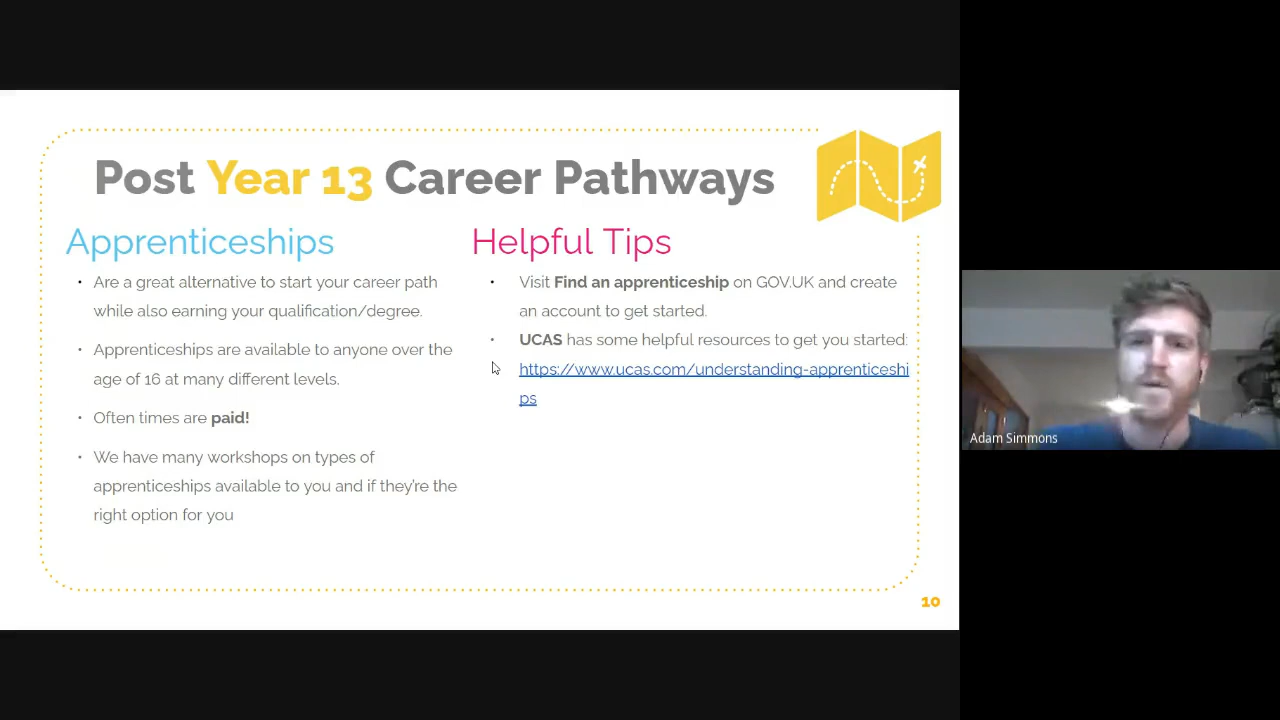 Post Year 13 Career Pathways
Apprenticeships
Are a great alternative to start your career path
while also earning your qualification/degree.
Apprenticeships are available to anyone over the
age of 16 at many different levels.
Often times are paid!
We have many workshops on types of
apprenticeships available to you and if they're the
right option for you
Helpful Tips
Visit Find an apprenticeship on GOV.UK and create
an account to get started.
UCAS has some helpful resources to get you started:
https://www.ucas.com/understanding-apprenticeshi
ps
10
Adam Simmons